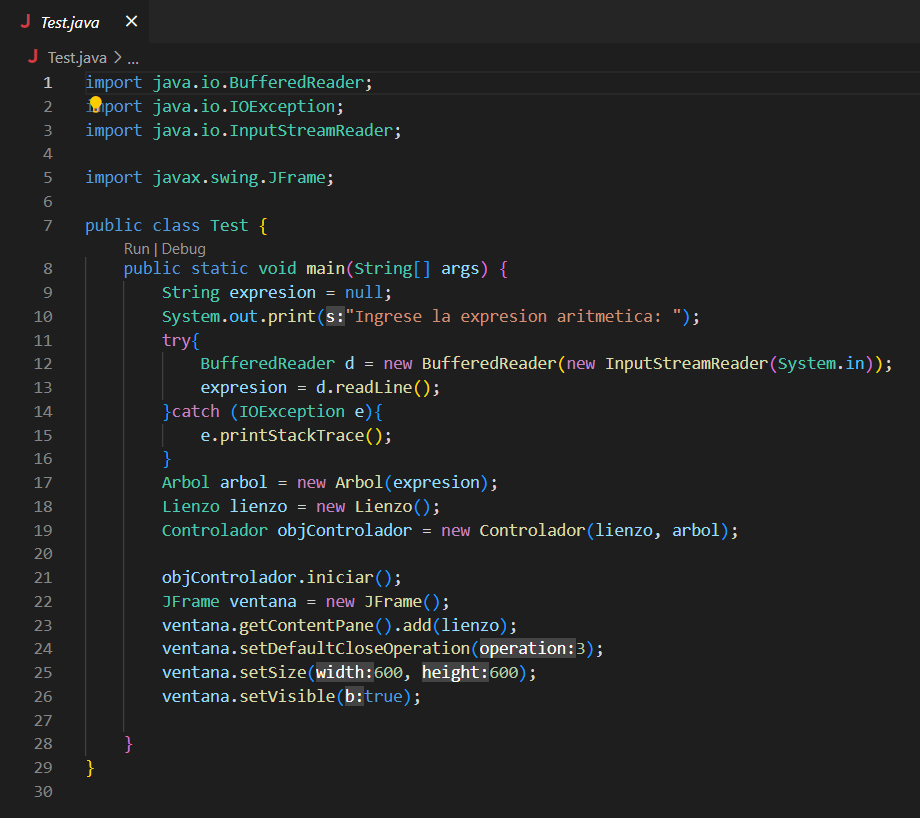 J Test.java ×
J Test.java > ...
1 import java.io.BufferedReader;
2 import java.io.IOException;
3 import java.io.InputStreamReader;
4
5 import javax.swing.JFrame;
6
7 public class Test {
Run | Debug
8 public static void main(String[] args) {
9 String expresion = null;
10 System.out.print(s:"Ingrese la expresion aritmetica: ");
11 try{
12 BufferedReader d = new BufferedReader(new InputStreamReader(System.in));
13 expresion = d.readLine();
14 }catch (IOException e){
15 e.printStackTrace();
16 }
17 Arbol arbol = new Arbol(expresion);
18 Lienzo lienzo = new Lienzo();
19 Controlador objControlador = new Controlador(lienzo, arbol);
20
21 objControlador.iniciar();
22 JFrame ventana = new JFrame();
23 ventana.getContentPane().add(lienzo);
24 ventana.setDefaultCloseOperation(operation:3);
25 ventana.setSize(width:600, height:600);
26 ventana.setVisible(b:true);
27
28 }
29 }
30